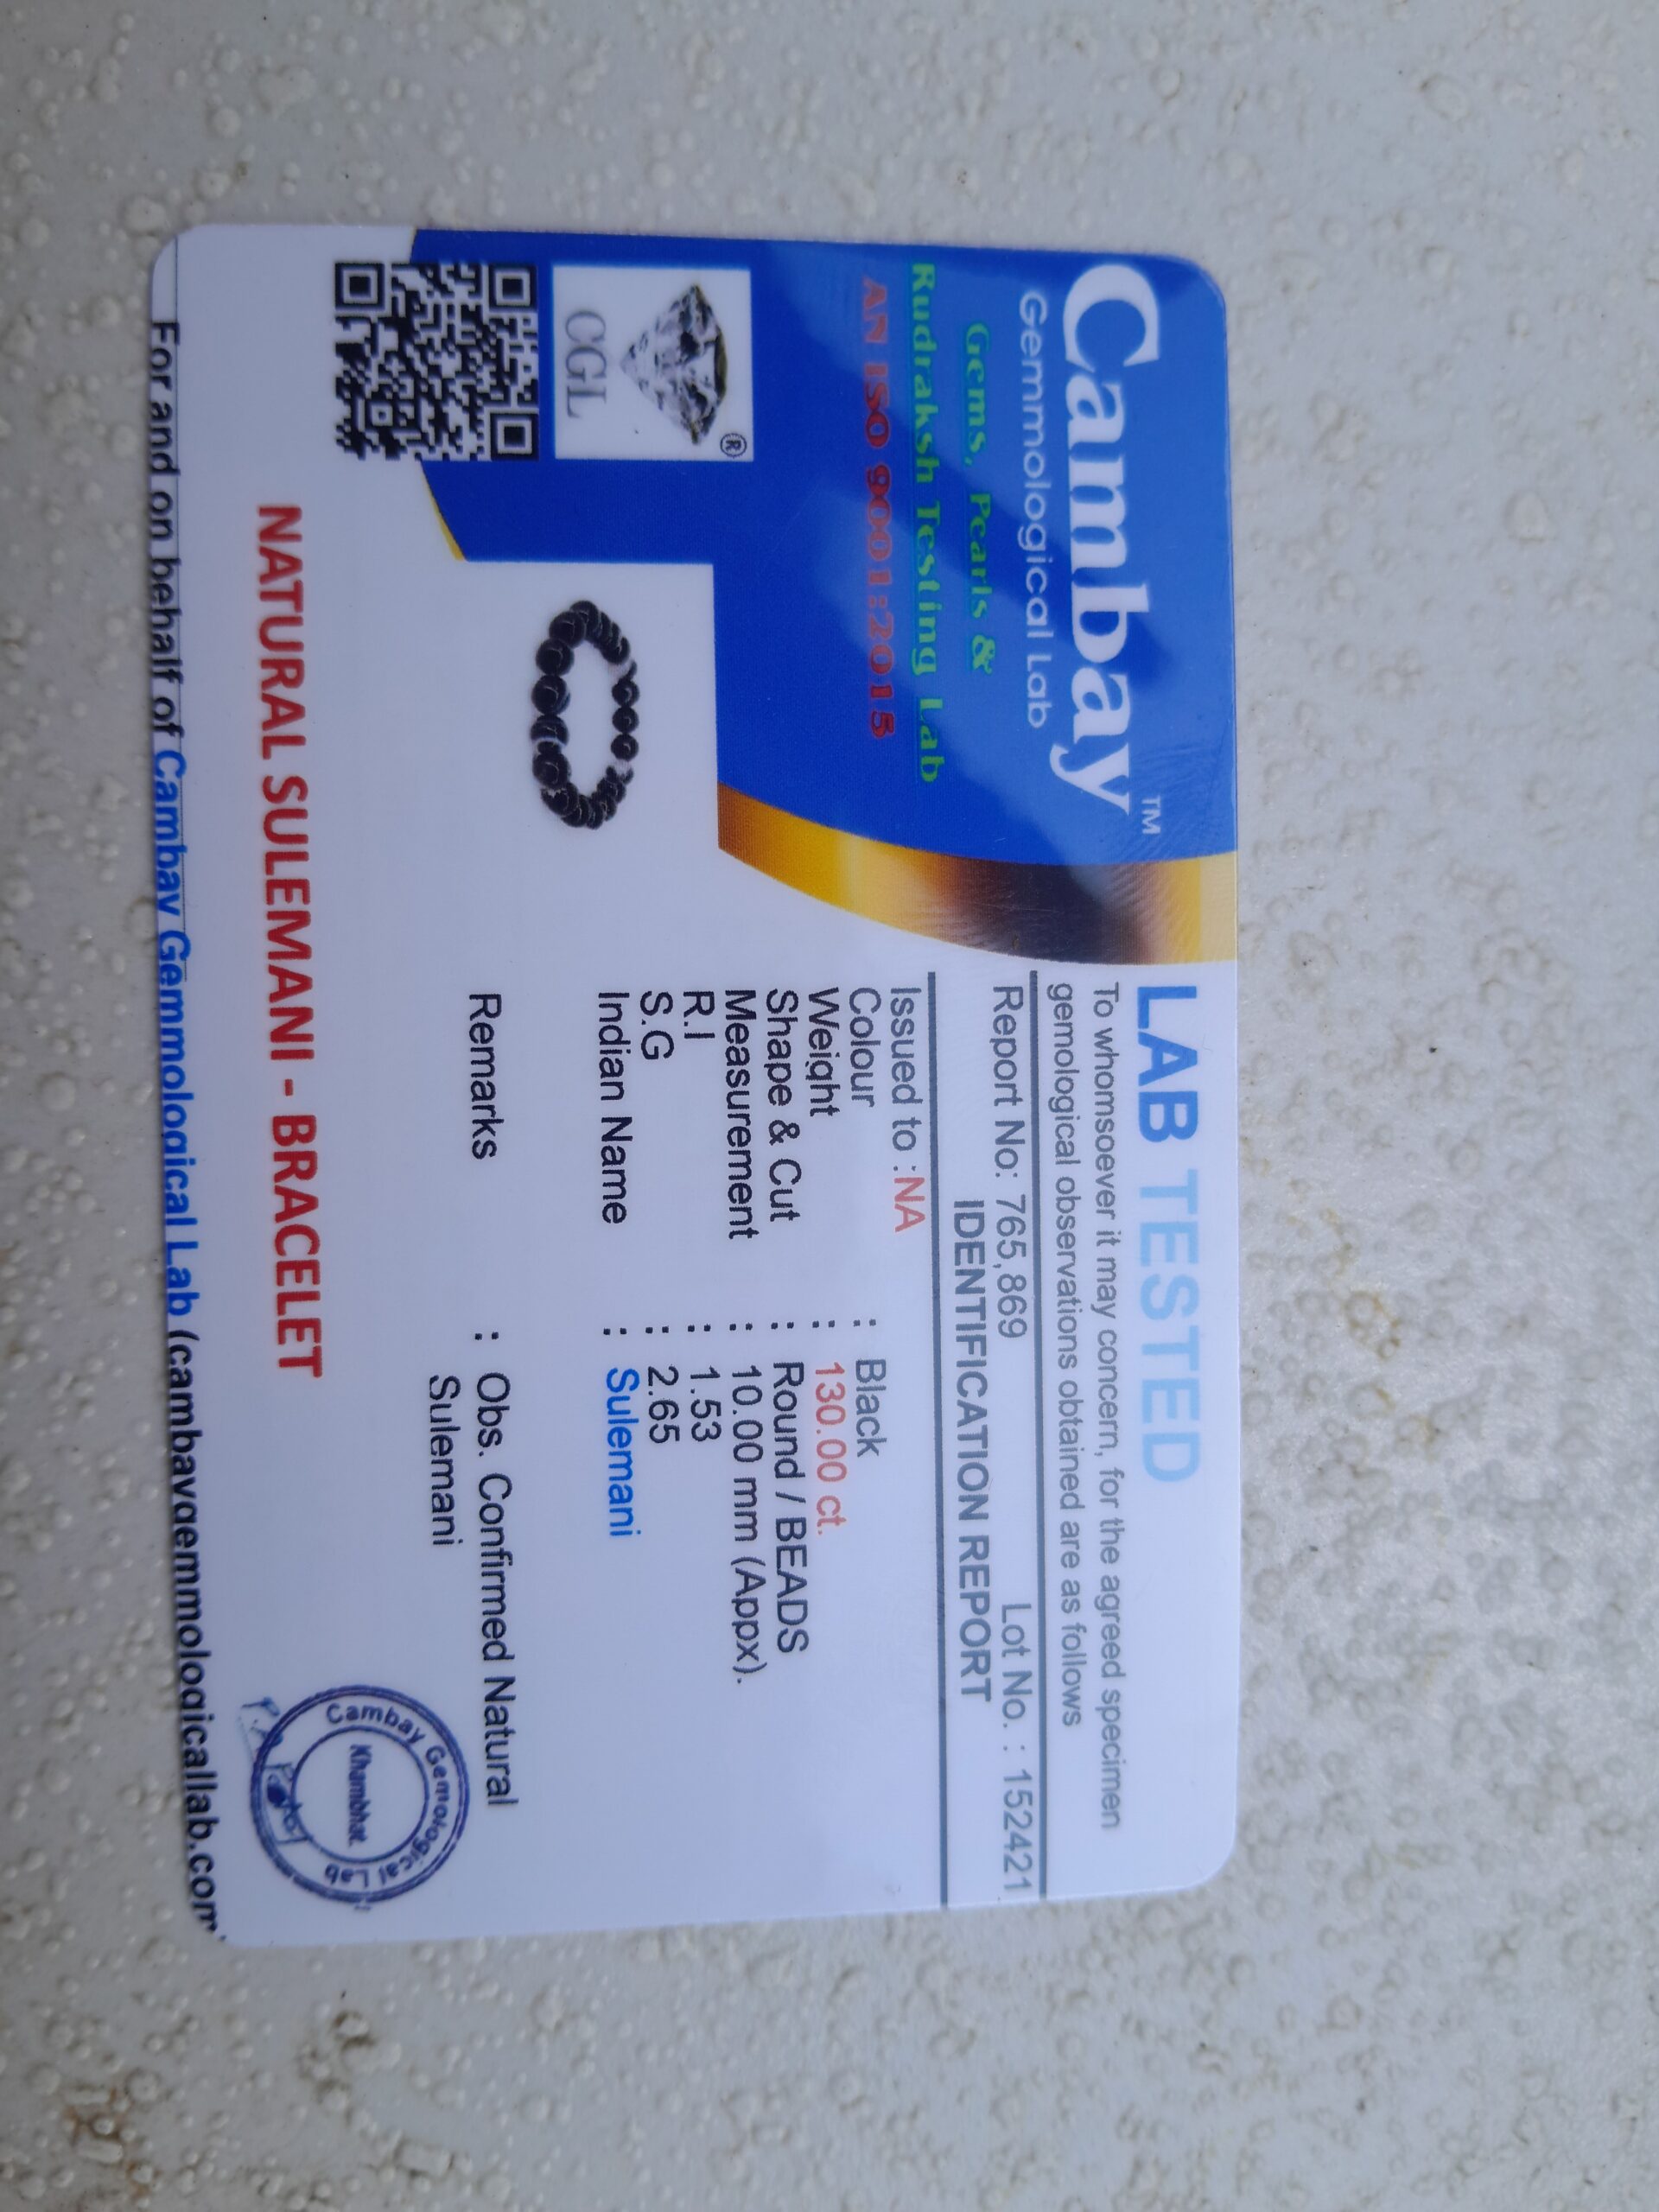 Cambay™
Gemmological Lab
Gems, Pearls &
Rudraksh Testing Lab
AN ISO 9001:2015
®
CGL
LAB TESTED
To whomsoever it may concern, for the agreed specimen
gemological observations obtained are as follows
Report No: 765,869 Lot No. : 152421
IDENTIFICATION REPORT
Issued to :NA
Colour : Black
Weight : 130.00 ct.
Shape & Cut : Round / BEADS
Measurement : 10.00 mm (Appx).
R.I : 1.53
S.G : 2.65
Indian Name : Sulemani
Remarks : Obs. Confirmed Natural
Sulemani
Cambay Gemological Lab
Khambhat.
NATURAL SULEMANI - BRACELET
For and on behalf of Cambay Gemmological Lab (cambaygemmologicallab.com